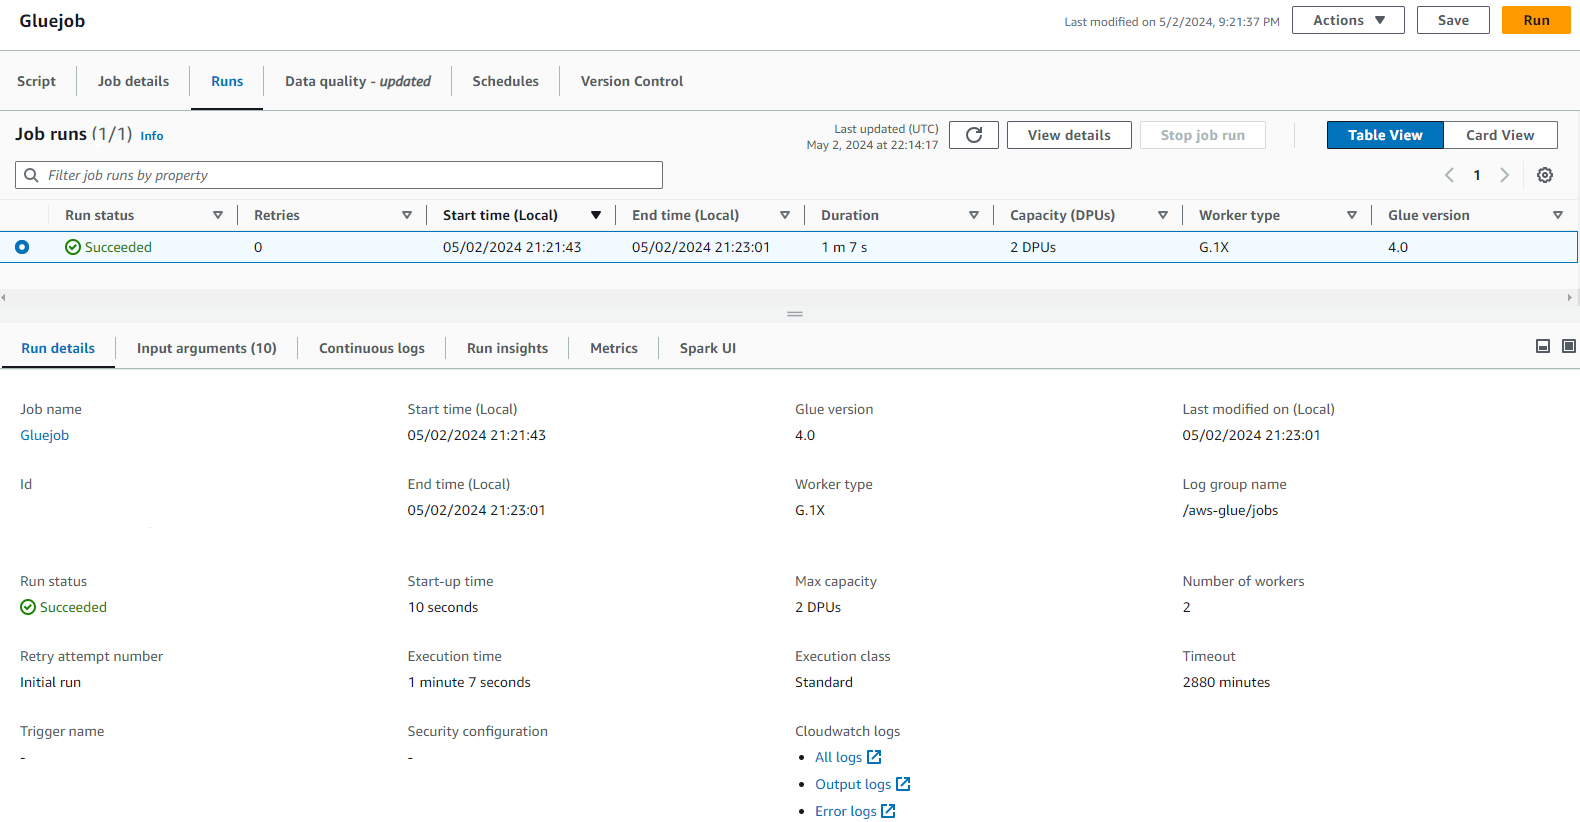 Gluejob
Last modified on 5/2/2024, 9:21:37 PM
Actions
Save
Run
Script
Job details
Runs
Data quality - updated
Schedules
Version Control
Job runs (1/1) Info
Last updated (UTC)
May 2, 2024 at 22:14:17
View details
Stop job run
Table View
Card View
Filter job runs by property
1
Run status
Retries
Start time (Local)
End time (Local)
Duration
Capacity (DPUs)
Worker type
Glue version
Succeeded
0
05/02/2024 21:21:43
05/02/2024 21:23:01
1 m 7 s
2 DPUs
G.1X
4.0
Run details
Input arguments (10)
Continuous logs
Run insights
Metrics
Spark UI
Job name
Gluejob
Start time (Local)
05/02/2024 21:21:43
Glue version
4.0
Last modified on (Local)
05/02/2024 21:23:01
Id
End time (Local)
05/02/2024 21:23:01
Worker type
G.1X
Log group name
/aws-glue/jobs
Run status
Succeeded
Start-up time
10 seconds
Max capacity
2 DPUs
Number of workers
2
Retry attempt number
Initial run
Execution time
1 minute 7 seconds
Execution class
Standard
Timeout
2880 minutes
Trigger name
-
Security configuration
-
Cloudwatch logs
• All logs
• Output logs
• Error logs